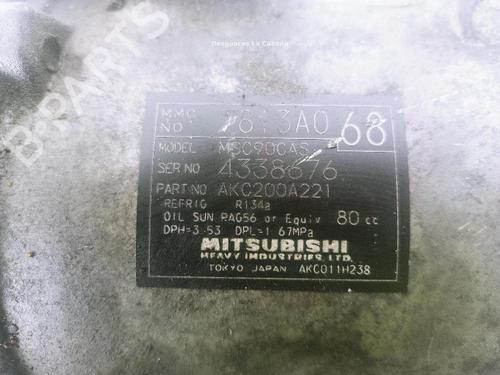 Desguaces La Cabaña
B-PARTS
MMC NO. 7813A068
MODEL MSC90CAS
SER NO 4338676
PART NO AKC200A221
REFRIG R134a
OIL SUN PAG56 or Equiv 80 cc
DPH=3 53 DPL=1 67MPa
MITSUBISHI
HEAVY INDUSTRIES, LTD.
TOKYO JAPAN AKC011H238